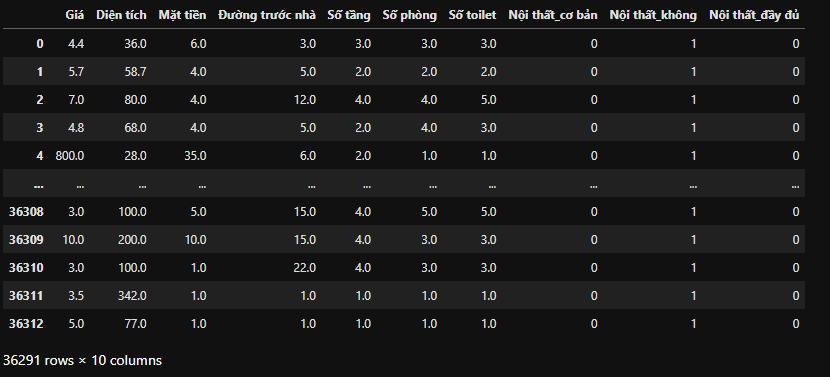 Giá Diện tích Mặt tiền Đường trước nhà Số tầng Số phòng Số toilet Nội thất_cơ bản Nội thất_không Nội thất_đầy đủ
0 4.4 36.0 6.0 3.0 3.0 3.0 3.0 0 1 0
1 5.7 58.7 4.0 5.0 2.0 2.0 2.0 0 1 0
2 7.0 80.0 4.0 12.0 4.0 4.0 5.0 0 1 0
3 4.8 68.0 4.0 5.0 2.0 4.0 3.0 0 1 0
4 800.0 28.0 35.0 6.0 2.0 1.0 1.0 0 1 0
... ... ... ... ... ... ... ... ... ... ...
36308 3.0 100.0 5.0 15.0 4.0 5.0 5.0 0 1 0
36309 10.0 200.0 10.0 15.0 4.0 3.0 3.0 0 1 0
36310 3.0 100.0 1.0 22.0 4.0 3.0 3.0 0 1 0
36311 3.5 342.0 1.0 1.0 1.0 1.0 1.0 0 1 0
36312 5.0 77.0 1.0 1.0 1.0 1.0 1.0 0 1 0
36291 rows × 10 columns